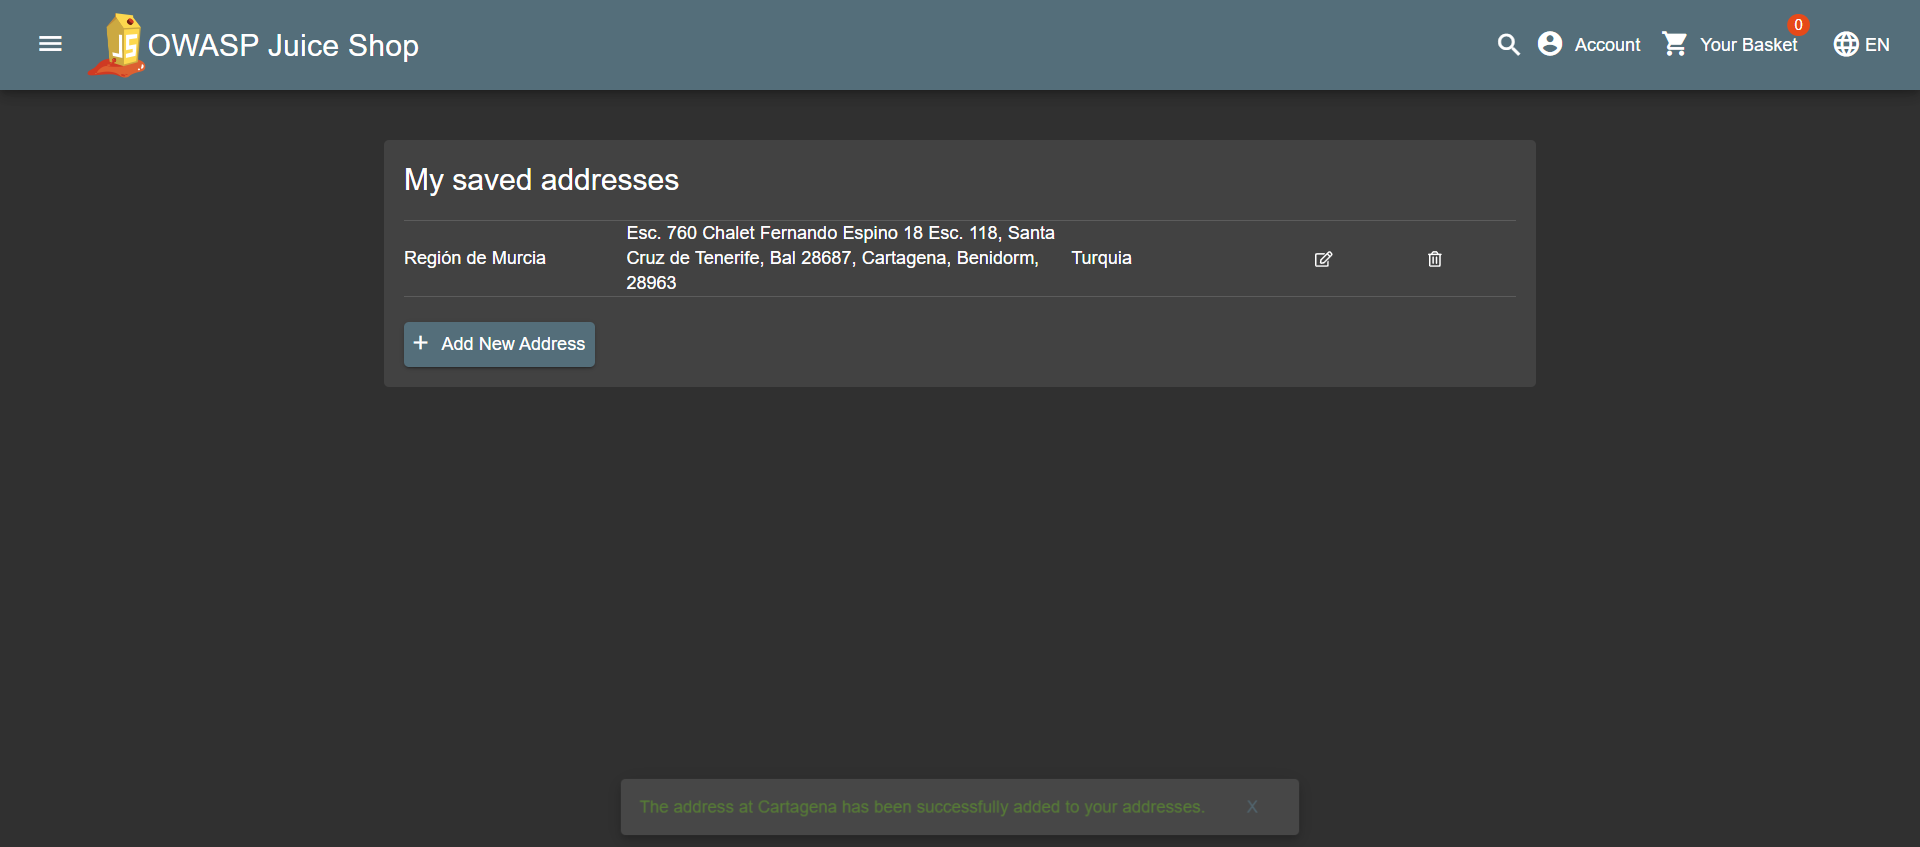 OWASP Juice Shop
Account
Your Basket
0
EN
My saved addresses
Región de Murcia
Esc. 760 Chalet Fernando Espino 18 Esc. 118, Santa
Cruz de Tenerife, Bal 28687, Cartagena, Benidorm,
28963
Turquia
Add New Address
The address at Cartagena has been successfully added to your addresses.
X